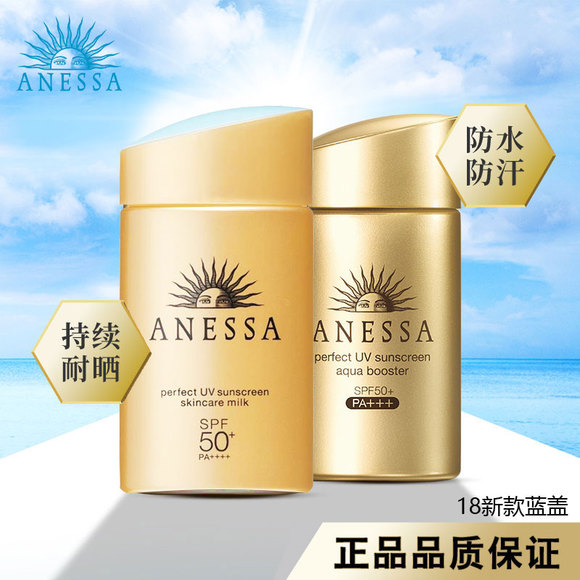 ANESSA
防水
防汗
持续
耐晒
ANESSA
perfect UV sunscreen
skincare milk
SPF
50+
PA++++
ANESSA
perfect UV sunscreen
aqua booster
SPF50+
PA+++
18新款蓝盖
正品品质保证